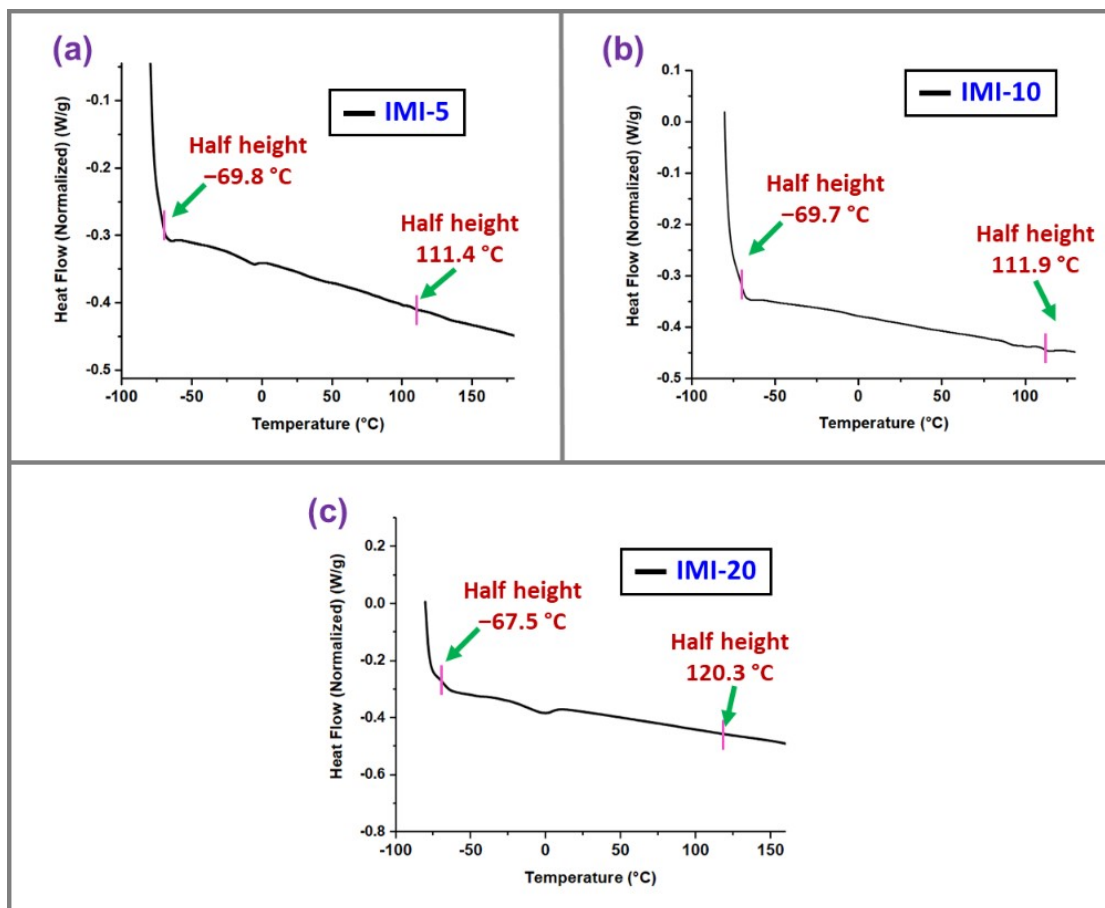 (a)
IMI-5
Half height
−69.8 °C
Half height
111.4 °C
Heat Flow (Normalized) (W/g)
-0.1
-0.2
-0.3
-0.4
-0.5
-100 -50 0 50 100 150
Temperature (°C)
(b)
IMI-10
Half height
−69.7 °C
Half height
111.9 °C
Heat Flow (Normalized) (W/g)
0.1
0.0
-0.1
-0.2
-0.3
-0.4
-0.5
-100 -50 0 50 100
Temperature (°C)
(c)
IMI-20
Half height
−67.5 °C
Half height
120.3 °C
Heat Flow (Normalized) (W/g)
0.2
0.0
-0.2
-0.4
-0.6
-0.8
-100 -50 0 50 100 150
Temperature (°C)